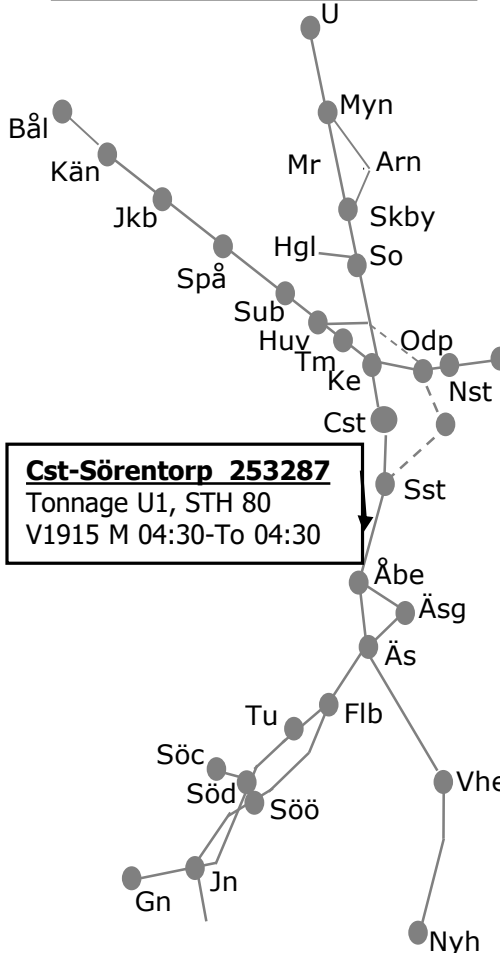 U
Myn
Bål
Kän
Mr
Arn
Jkb
Skby
Hgl
So
Spå
Sub
Huv
Odp
Tm
Ke
Nst
Cst
Cst-Sörentorp 253287
Tonnage U1, STH 80
V1915 M 04:30-To 04:30
Sst
Åbe
Äsg
Äs
Tu
Flb
Söc
Söd
Vhe
Söö
Jn
Gn
Nyh